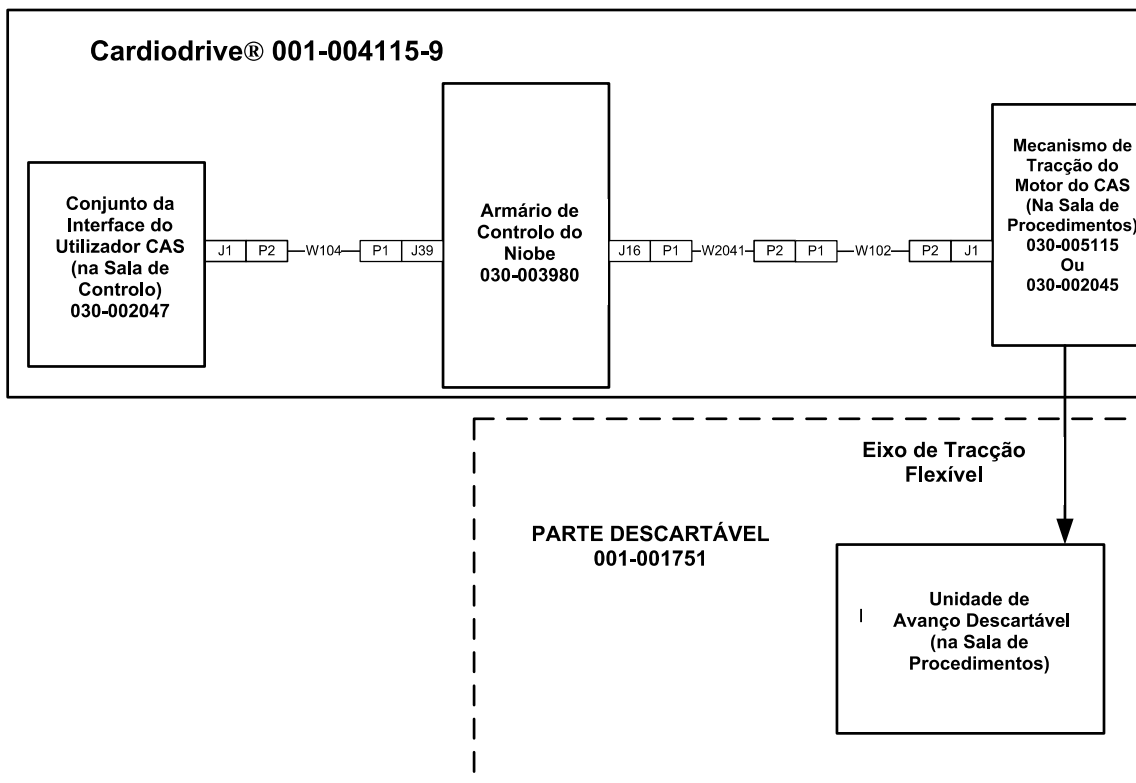 Cardiodrive® 001-004115-9
Conjunto da
Interface do
Utilizador CAS
(na Sala de
Controlo)
030-002047
J1 P2 W104 P1 J39
Armário de
Controlo do
Niobe
030-003980
J16 P1 W2041 P2 P1 W102 P2 J1
Mecanismo de
Tracção do
Motor do CAS
(Na Sala de
Procedimentos)
030-005115
Ou
030-002045
Eixo de Tracção
Flexível
PARTE DESCARTÁVEL
001-001751
Unidade de
Avanço Descartável
(na Sala de
Procedimentos)